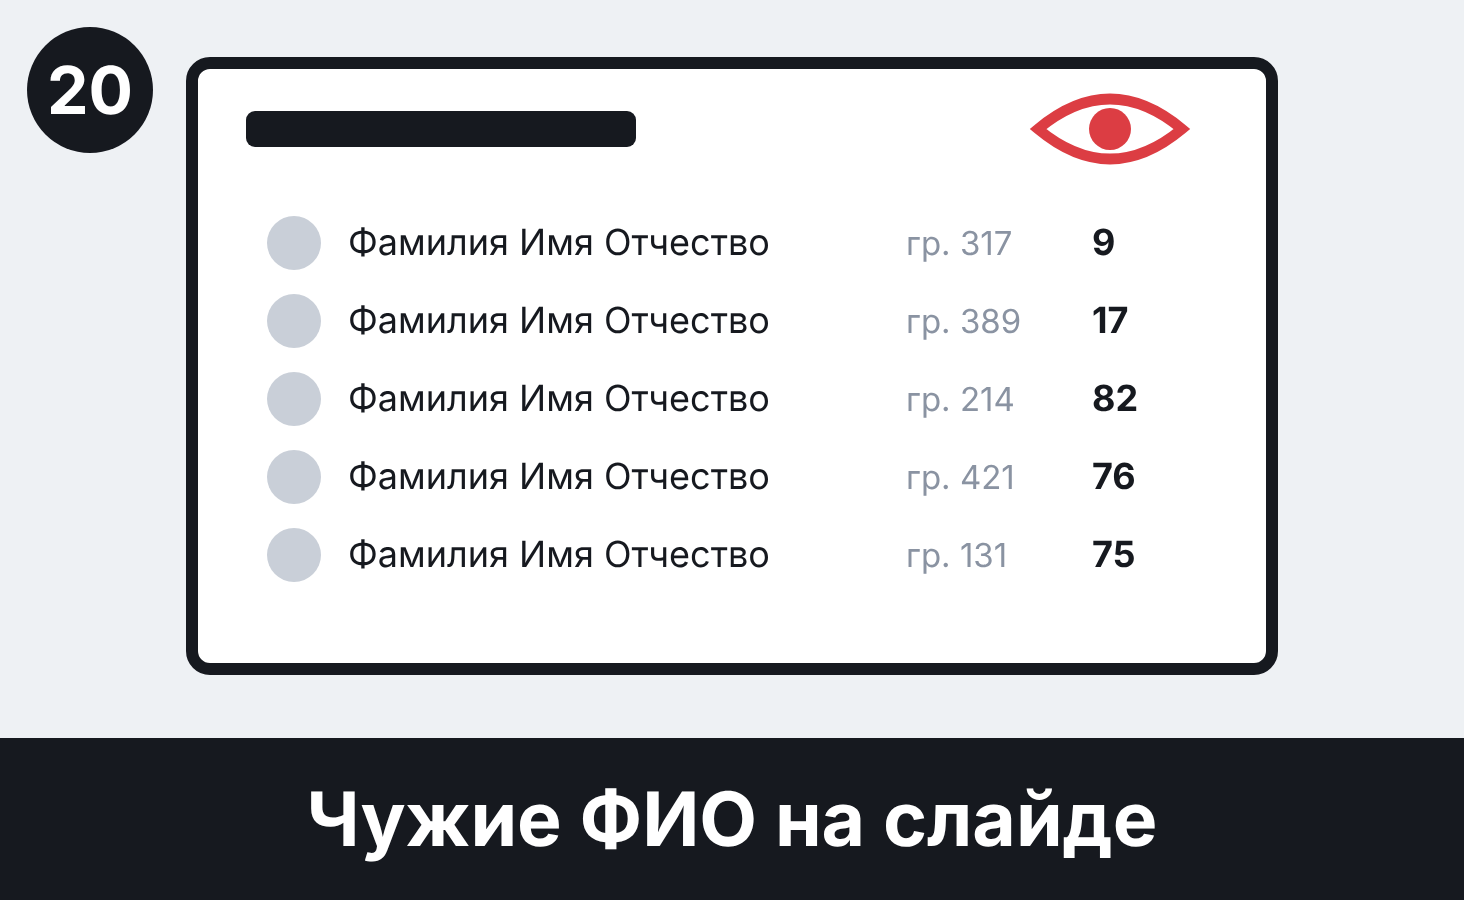 20
Фамилия Имя Отчество гр. 317 9
Фамилия Имя Отчество гр. 389 17
Фамилия Имя Отчество гр. 214 82
Фамилия Имя Отчество гр. 421 76
Фамилия Имя Отчество гр. 131 75
Чужие ФИО на слайде